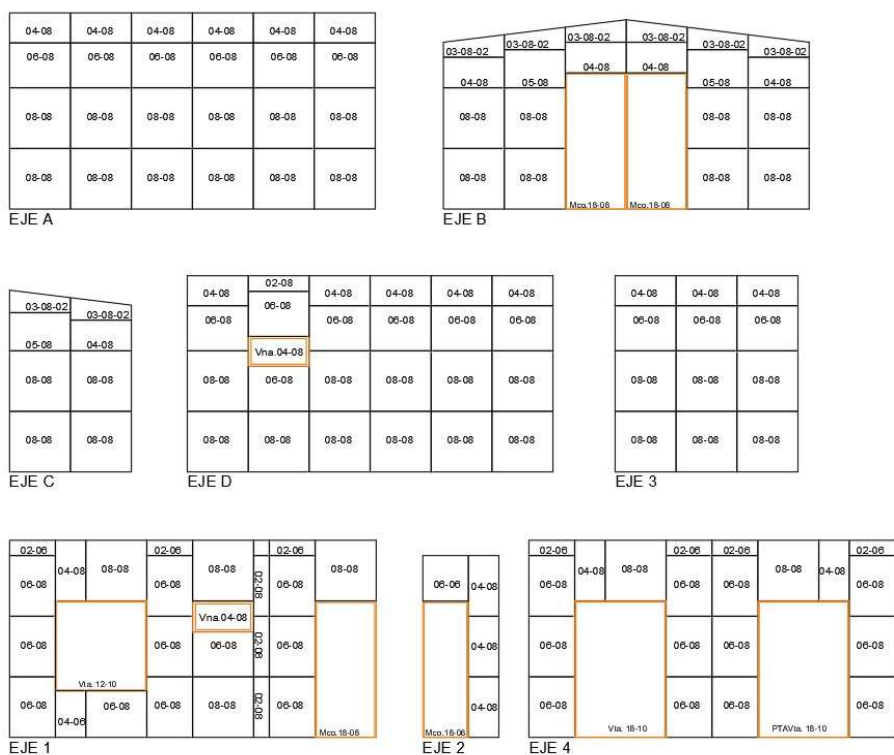 04-08 04-08 04-08 04-08 04-08 04-08
06-08 06-08 06-08 06-08 06-08 06-08
08-08 08-08 08-08 08-08 08-08 08-08
08-08 08-08 08-08 08-08 08-08 08-08
EJE A
03-08-02 03-08-02
03-08-02 03-08-02
03-08-02 03-08-02
04-08 04-08
04-08 05-08 05-08 04-08
08-08 08-08 08-08 08-08
08-08 08-08 08-08 08-08
Mco.18-08 Mco.18-08
EJE B
03-08-02
03-08-02
05-08 04-08
08-08 08-08
08-08 08-08
EJE C
02-08
04-08 04-08 04-08 04-08 04-08
06-08
06-08 06-08 06-08 06-08 06-08
Vna.04-08
08-08 06-08 08-08 08-08 08-08 08-08
08-08 08-08 08-08 08-08 08-08 08-08
EJE D
04-08 04-08 04-08
06-08 06-08 06-08
08-08 08-08 08-08
08-08 08-08 08-08
EJE 3
02-06 02-06 02-06
04-08 08-08 08-08 08-08
06-08 06-08 02-08 06-08
Vna.04-08
06-08 06-08 06-08 02-08 06-08
Vta.12-10
04-06 06-08
06-08 06-08 08-08 02-08 06-08
Mco.18-08
EJE 1
06-06 04-08
04-08
04-08
Mco.18-06
EJE 2
02-06 02-06 02-06 02-06
04-08 08-08 08-08 04-08
06-08 06-08 06-08 06-08
06-08 06-08 06-08 06-08
06-08 06-08 06-08 06-08
Vta. 18-10 PTAVta. 18-10
EJE 4